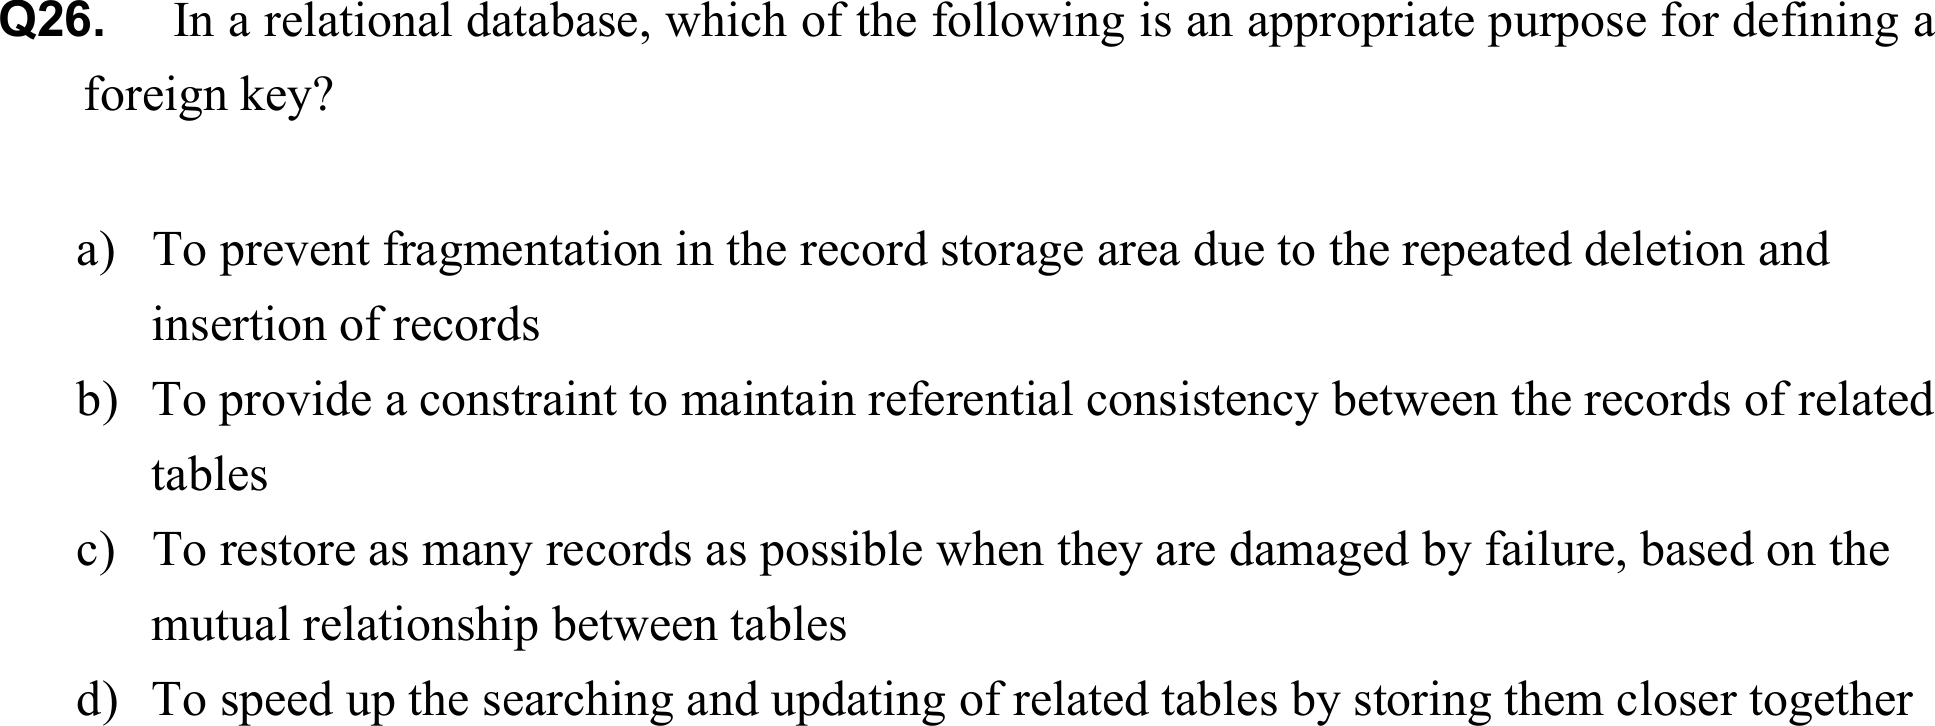 Q26. In a relational database, which of the following is an appropriate purpose for defining a
foreign key?
a) To prevent fragmentation in the record storage area due to the repeated deletion and
insertion of records
b) To provide a constraint to maintain referential consistency between the records of related
tables
c) To restore as many records as possible when they are damaged by failure, based on the
mutual relationship between tables
d) To speed up the searching and updating of related tables by storing them closer together